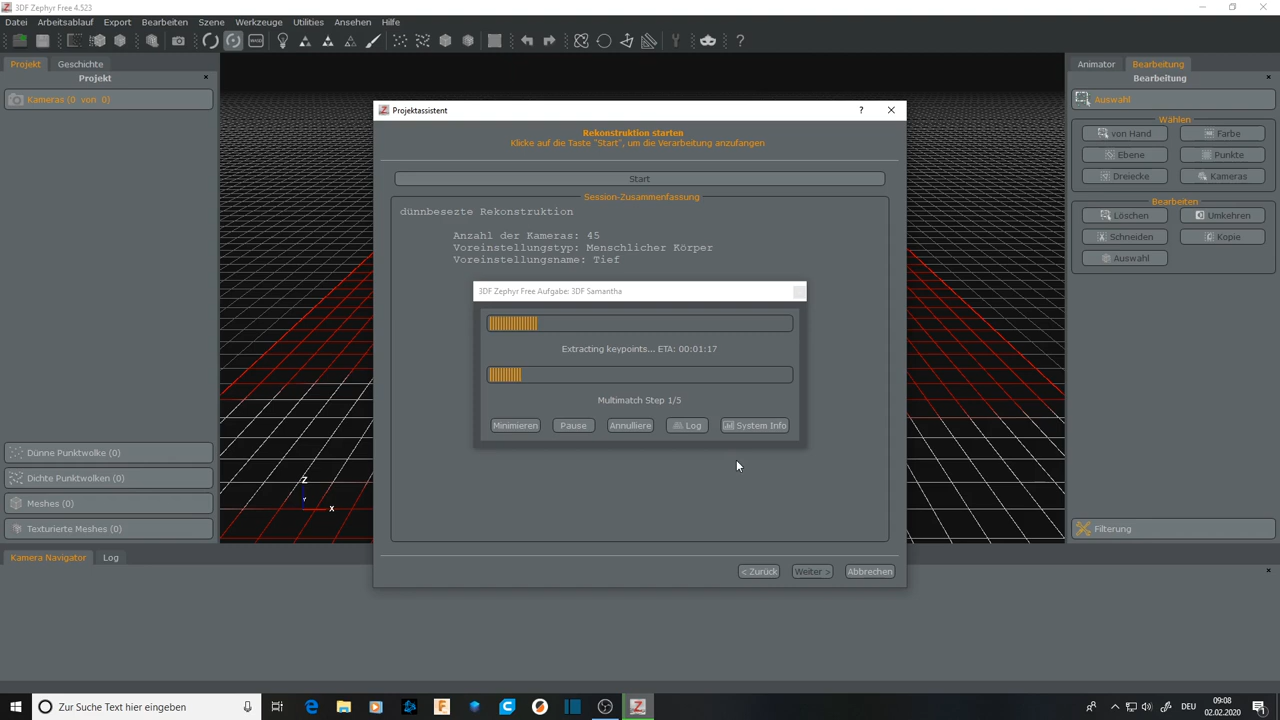 3DF Zephyr Free 4.523
Datei Arbeitsablauf Export Bearbeiten Szene Werkzeuge Utilities Ansehen Hilfe
Projekt Geschichte
Projekt
Kameras (0 von 0)
Dünne Punktwolke (0)
Dichte Punktwolken (0)
Meshes (0)
Texturierte Meshes (0)
Kamera Navigator Log
Z
Y
X
Projektassistent
?
Rekonstruktion starten
Klicke auf die Taste "Start", um die Verarbeitung anzufangen
Start
Session-Zusammenfassung
dünnbesezte Rekonstruktion
Anzahl der Kameras: 45
Voreinstellungstyp: Menschlicher Körper
Voreinstellungsname: Tief
3DF Zephyr Free Aufgabe: 3DF Samantha
Extracting keypoints... ETA: 00:01:17
Multimatch Step 1/5
Minimieren Pause Annulliere Log System Info
< Zurück Weiter > Abbrechen
Animator Bearbeitung
Bearbeitung
Auswahl
Wählen
von Hand Farbe
Ebene Punkte
Dreiecke Kameras
Bearbeiten
Löschen Umkehren
Schneiden Kopie
Auswahl
Filterung
Zur Suche Text hier eingeben
DEU
09:08
02.02.2020